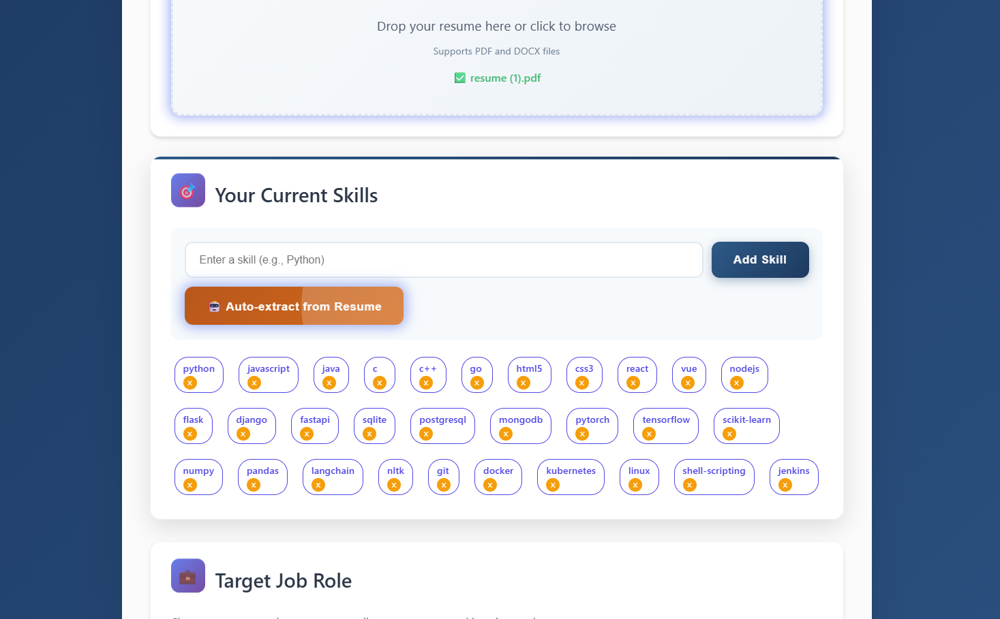 Drop your resume here or click to browse
Supports PDF and DOCX files
✅ resume (1).pdf
Your Current Skills
Enter a skill (e.g., Python)
Add Skill
Auto-extract from Resume
python javascript java c c++ go html5 css3 react vue nodejs
x x x x x x x x x x x
flask django fastapi sqlite postgresql mongodb pytorch tensorflow scikit-learn
x x x x x x x x x
numpy pandas langchain nltk git docker kubernetes linux shell-scripting jenkins
x x x x x x x x x x
Target Job Role